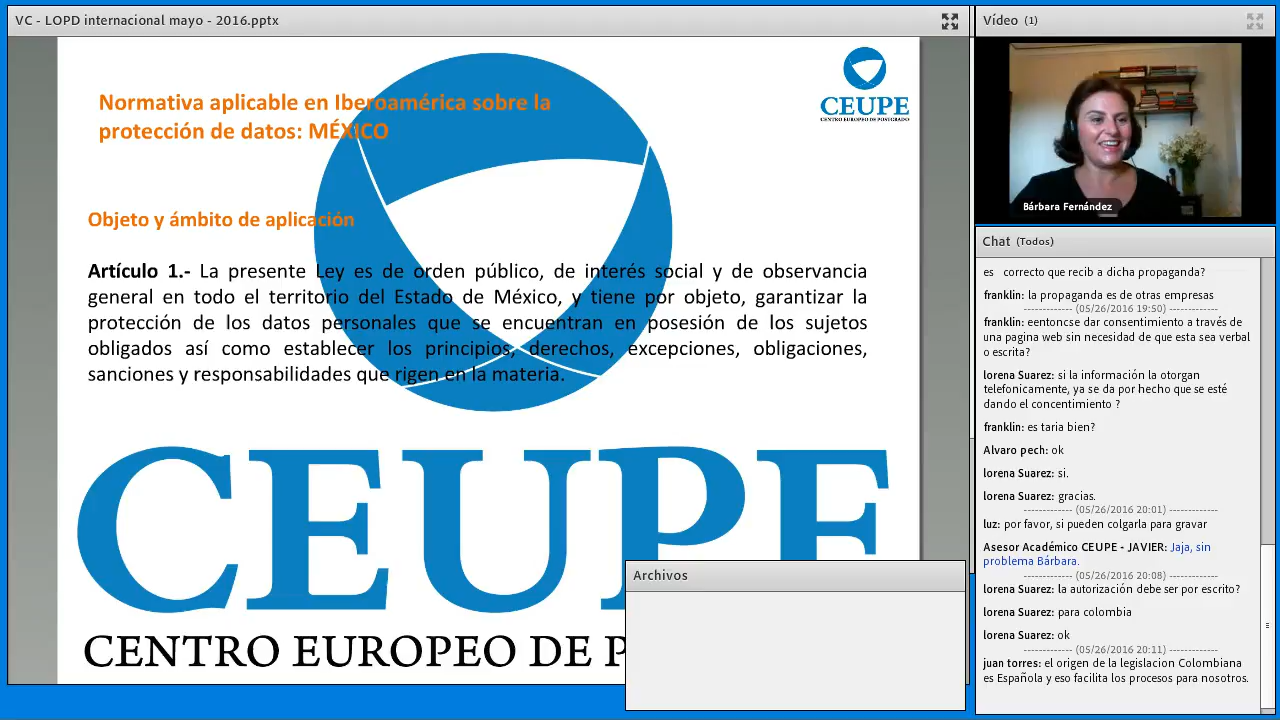 VC - LOPD internacional mayo - 2016.pptx
Normativa aplicable en Iberoamérica sobre la
protección de datos: MÉXICO
CEUPE
CENTRO EUROPEO DE POSTGRADO
Objeto y ámbito de aplicación
Artículo 1.- La presente Ley es de orden público, de interés social y de observancia
general en todo el territorio del Estado de México, y tiene por objeto, garantizar la
protección de los datos personales que se encuentran en posesión de los sujetos
obligados así como establecer los principios, derechos, excepciones, obligaciones,
sanciones y responsabilidades que rigen en la materia.
CEUPE
CENTRO EUROPEO DE P
Archivos
Vídeo (1)
Bárbara Fernández
Chat (Todos)
es correcto que recib a dicha propaganda?
franklin: la propaganda es de otras empresas
------------- (05/26/2016 19:50) -------------
franklin: eentoncse dar consentimiento a través de
una pagina web sin necesidad de que esta sea verbal
o escrita?
lorena Suarez: si la información la otorgan
telefonicamente, ya se da por hecho que se esté
dando el concentimiento ?
franklin: es taria bien?
Alvaro pech: ok
lorena Suarez: si.
lorena Suarez: gracias.
------------- (05/26/2016 20:01) -------------
luz: por favor, si pueden colgarla para gravar
Asesor Académico CEUPE - JAVIER: Jaja, sin
problema Bárbara.
------------- (05/26/2016 20:08) -------------
lorena Suarez: la autorización debe ser por escrito?
lorena Suarez: para colombia
lorena Suarez: ok
------------- (05/26/2016 20:11) -------------
juan torres: el origen de la legislacion Colombiana
es Española y eso facilita los procesos para nosotros.